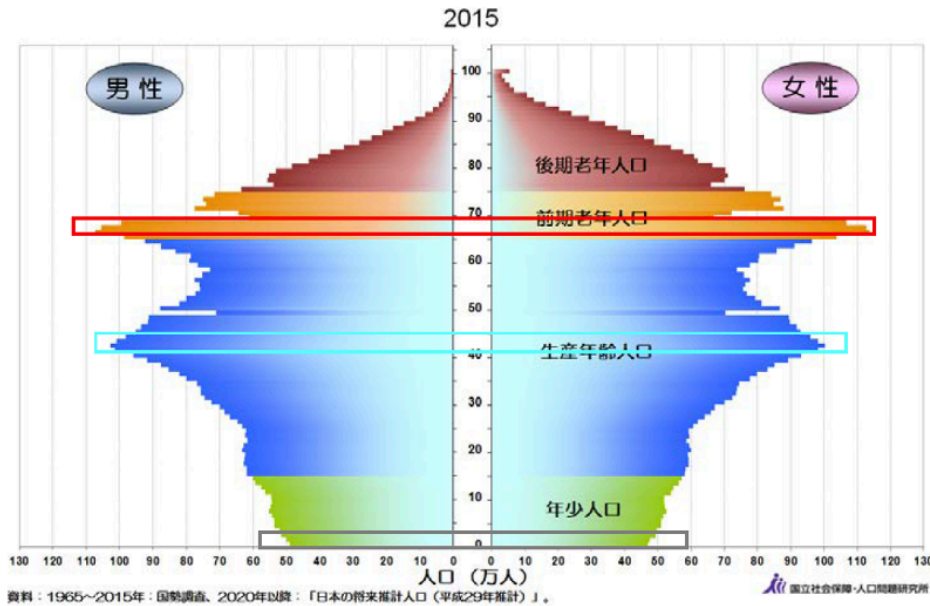 2015
男性
女性
100
90
後期老年人口
80
70
前期老年人口
60
50
生産年齢人口
40
30
20
10
年少人口
0
130 120 110 100 90 80 70 60 50 40 30 20 10 0 0 10 20 30 40 50 60 70 80 90 100 110 120 130
人口（万人）
資料：1965～2015年：国勢調査、2020年以降：「日本の将来推計人口（平成29年推計）」。
国立社会保障・人口問題研究所